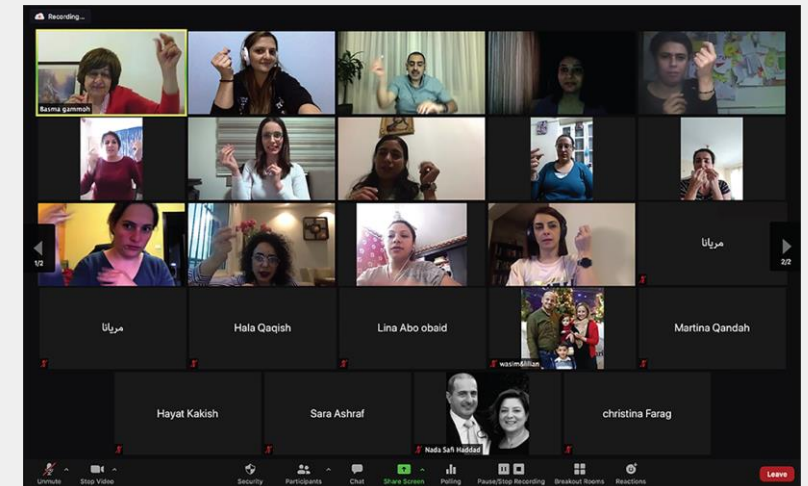 Recording...
Basma gammoh
1/2
مريانا
2/2
مريانا
Hala Qaqish
Lina Abo obaid
wasim&lilian
Martina Qandah
Hayat Kakish
Sara Ashraf
Nada Safi Haddad
christina Farag
Unmute
Stop Video
Security
Participants
Chat
Share Screen
Polling
Pause/Stop Recording
Breakout Rooms
Reactions
Leave